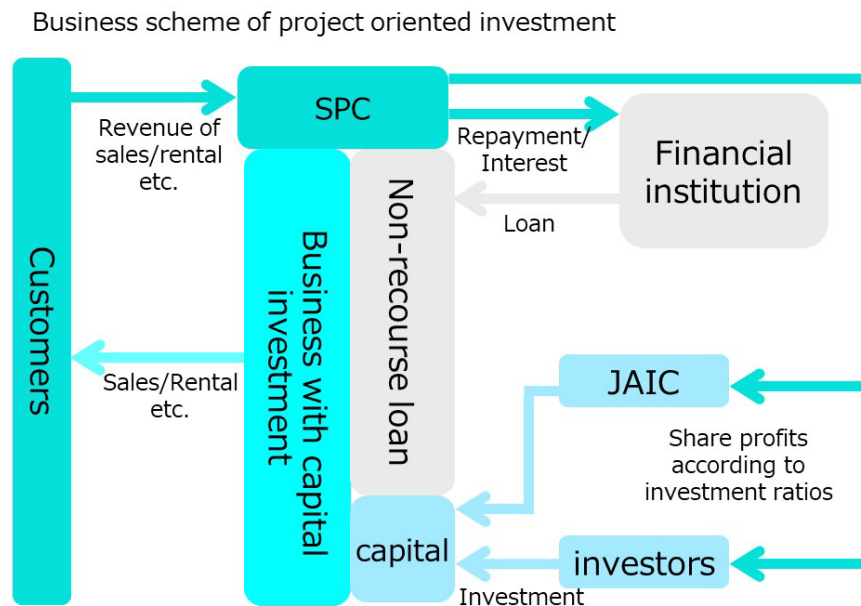 Business scheme of project oriented investment
SPC
Revenue of
sales/rental
etc.
Repayment/
Interest
Financial
institution
Loan
Customers
Business with capital
investment
Non-recourse loan
Sales/Rental
etc.
JAIC
Share profits
according to
investment ratios
capital
investors
Investment